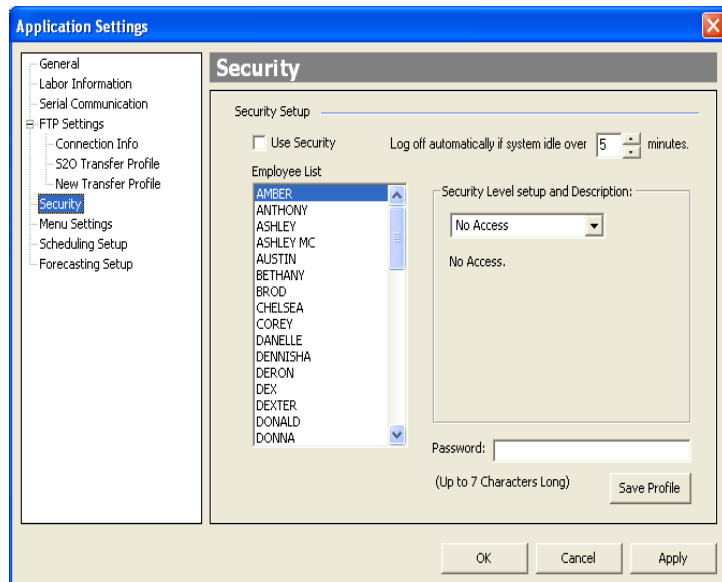 Application Settings
General
Labor Information
Serial Communication
FTP Settings
Connection Info
S2O Transfer Profile
New Transfer Profile
Security
Menu Settings
Scheduling Setup
Forecasting Setup
Security
Security Setup
Use Security
Log off automatically if system idle over 5 minutes.
Employee List
AMBER
ANTHONY
ASHLEY
ASHLEY MC
AUSTIN
BETHANY
BROD
CHELSEA
COREY
DANELLE
DENNISHA
DERON
DEX
DEXTER
DONALD
DONNA
Security Level setup and Description:
No Access
No Access.
Password:
(Up to 7 Characters Long)
Save Profile
OK
Cancel
Apply